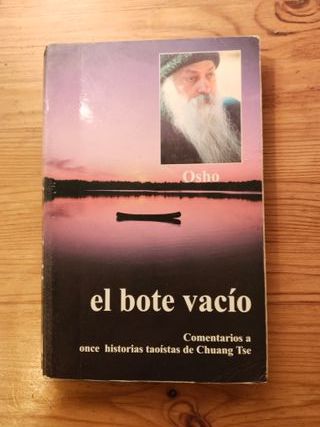 Osho
el bote vacío
Comentarios a
once historias taoístas de Chuang Tse